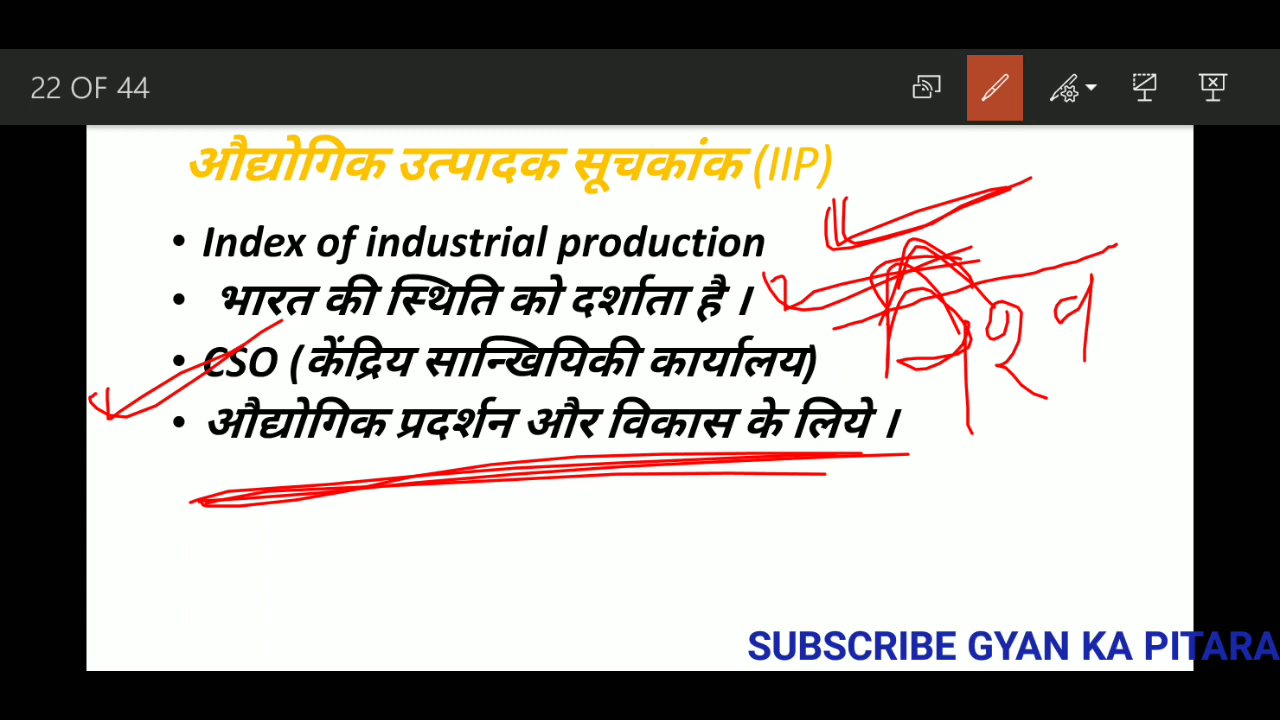 22 OF 44
औद्योगिक उत्पादक सूचकांक (IIP)
• Index of industrial production
• भारत की स्थिति को दर्शाता है ।
• CSO (केंद्रिय सान्खियिकी कार्यालय)
• औद्योगिक प्रदर्शन और विकास के लिये ।
SUBSCRIBE GYAN KA PITARA